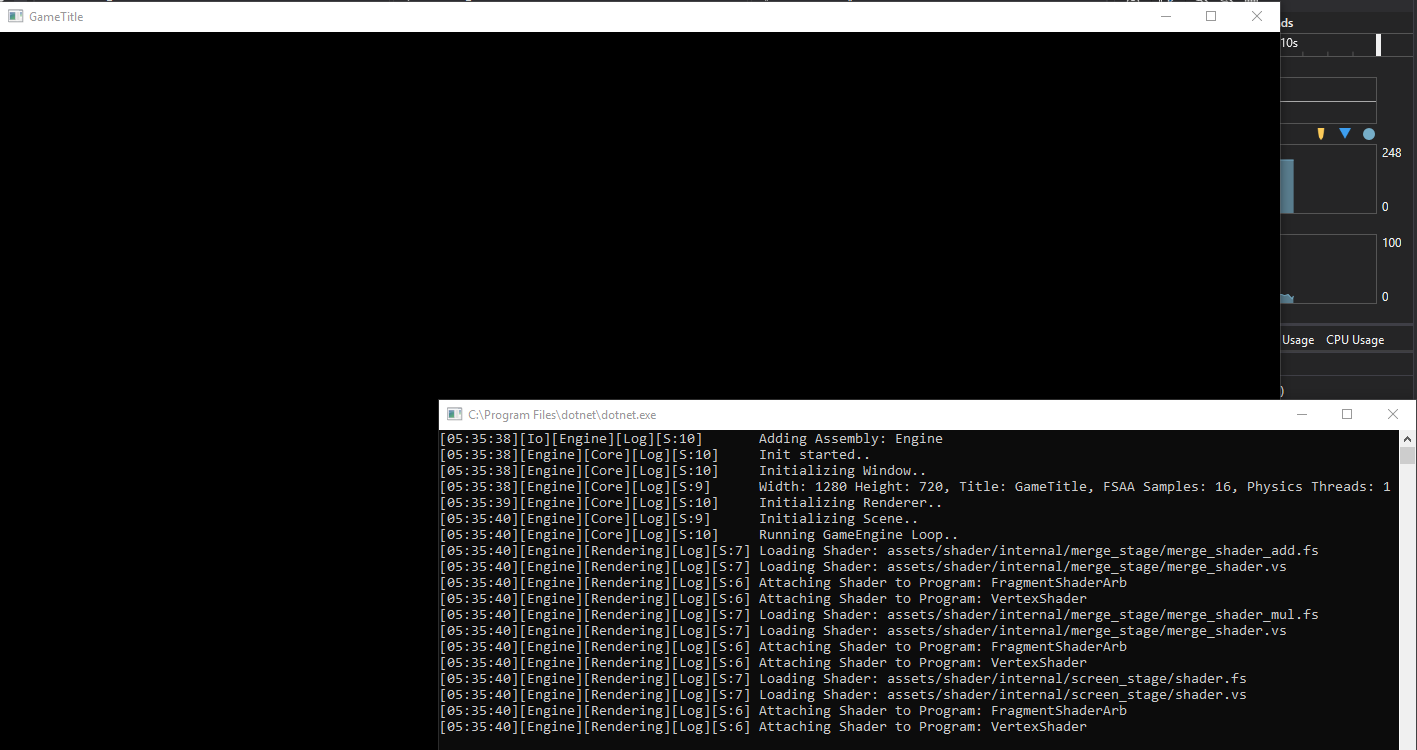 GameTitle
ds
10s
248
0
100
0
Usage CPU Usage
)
C:\Program Files\dotnet\dotnet.exe
[05:35:38][Io][Engine][Log][S:10] Adding Assembly: Engine
[05:35:38][Engine][Core][Log][S:10] Init started..
[05:35:38][Engine][Core][Log][S:10] Initializing Window..
[05:35:38][Engine][Core][Log][S:9] Width: 1280 Height: 720, Title: GameTitle, FSAA Samples: 16, Physics Threads: 1
[05:35:39][Engine][Core][Log][S:10] Initializing Renderer..
[05:35:40][Engine][Core][Log][S:9] Initializing Scene..
[05:35:40][Engine][Core][Log][S:10] Running GameEngine Loop..
[05:35:40][Engine][Rendering][Log][S:7] Loading Shader: assets/shader/internal/merge_stage/merge_shader_add.fs
[05:35:40][Engine][Rendering][Log][S:7] Loading Shader: assets/shader/internal/merge_stage/merge_shader.vs
[05:35:40][Engine][Rendering][Log][S:6] Attaching Shader to Program: FragmentShaderArb
[05:35:40][Engine][Rendering][Log][S:6] Attaching Shader to Program: VertexShader
[05:35:40][Engine][Rendering][Log][S:7] Loading Shader: assets/shader/internal/merge_stage/merge_shader_mul.fs
[05:35:40][Engine][Rendering][Log][S:7] Loading Shader: assets/shader/internal/merge_stage/merge_shader.vs
[05:35:40][Engine][Rendering][Log][S:6] Attaching Shader to Program: FragmentShaderArb
[05:35:40][Engine][Rendering][Log][S:6] Attaching Shader to Program: VertexShader
[05:35:40][Engine][Rendering][Log][S:7] Loading Shader: assets/shader/internal/screen_stage/shader.fs
[05:35:40][Engine][Rendering][Log][S:7] Loading Shader: assets/shader/internal/screen_stage/shader.vs
[05:35:40][Engine][Rendering][Log][S:6] Attaching Shader to Program: FragmentShaderArb
[05:35:40][Engine][Rendering][Log][S:6] Attaching Shader to Program: VertexShader